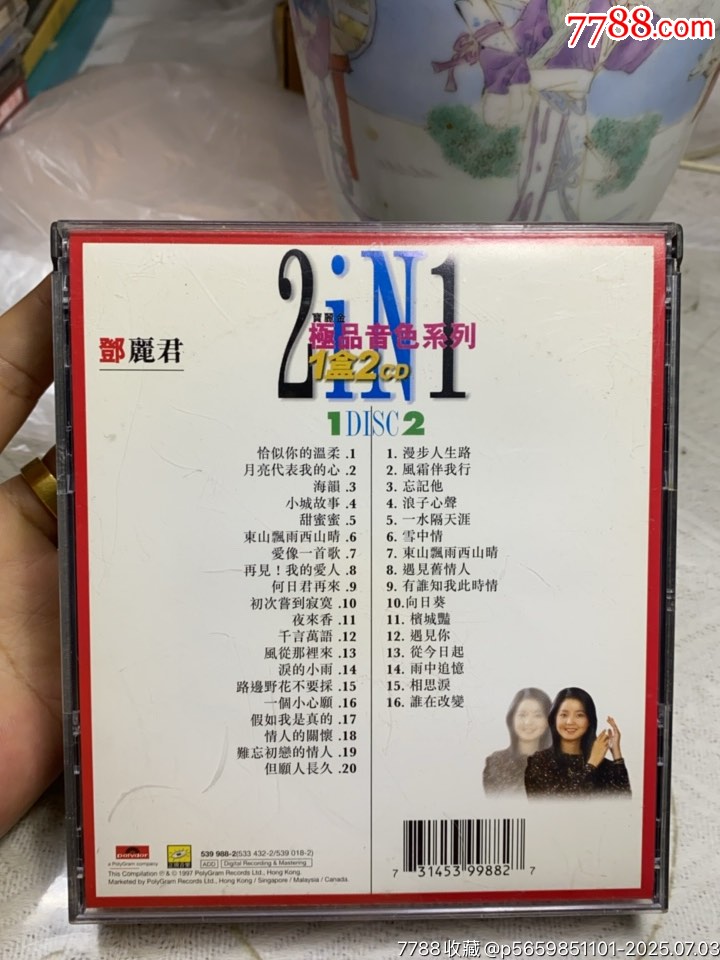 7788.com
2iN1
寶麗金
極品音色系列
1盒2CD
鄧麗君
1 DISC 2
恰似你的溫柔 .1
月亮代表我的心 .2
海韻 .3
小城故事 .4
甜蜜蜜 .5
東山飄雨西山晴 .6
愛像一首歌 .7
再見！我的愛人 .8
何日君再來 .9
初次嘗到寂寞 .10
夜來香 .11
千言萬語 .12
風從那裡來 .13
淚的小雨 .14
路邊野花不要採 .15
一個小心願 .16
假如我是真的 .17
情人的關懷 .18
難忘初戀的情人 .19
但願人長久 .20
1. 漫步人生路
2. 風霜伴我行
3. 忘記他
4. 浪子心聲
5. 一水隔天涯
6. 雪中情
7. 東山飄雨西山晴
8. 遇見舊情人
9. 有誰知我此時情
10.向日葵
11. 檳城豔
12. 遇見你
13. 從今日起
14. 雨中追憶
15. 相思淚
16. 誰在改變
polydor
a PolyGram company
539 988-2(533 432-2/539 018-2)
ADD Digital Recording & Mastering
This Compilation ℗ & © 1997 PolyGram Records Ltd., Hong Kong.
Marketed by PolyGram Records Ltd., Hong Kong / Singapore / Malaysia / Canada.
7 31453 99882 7
7788收藏@p5659851101-2025.07.03